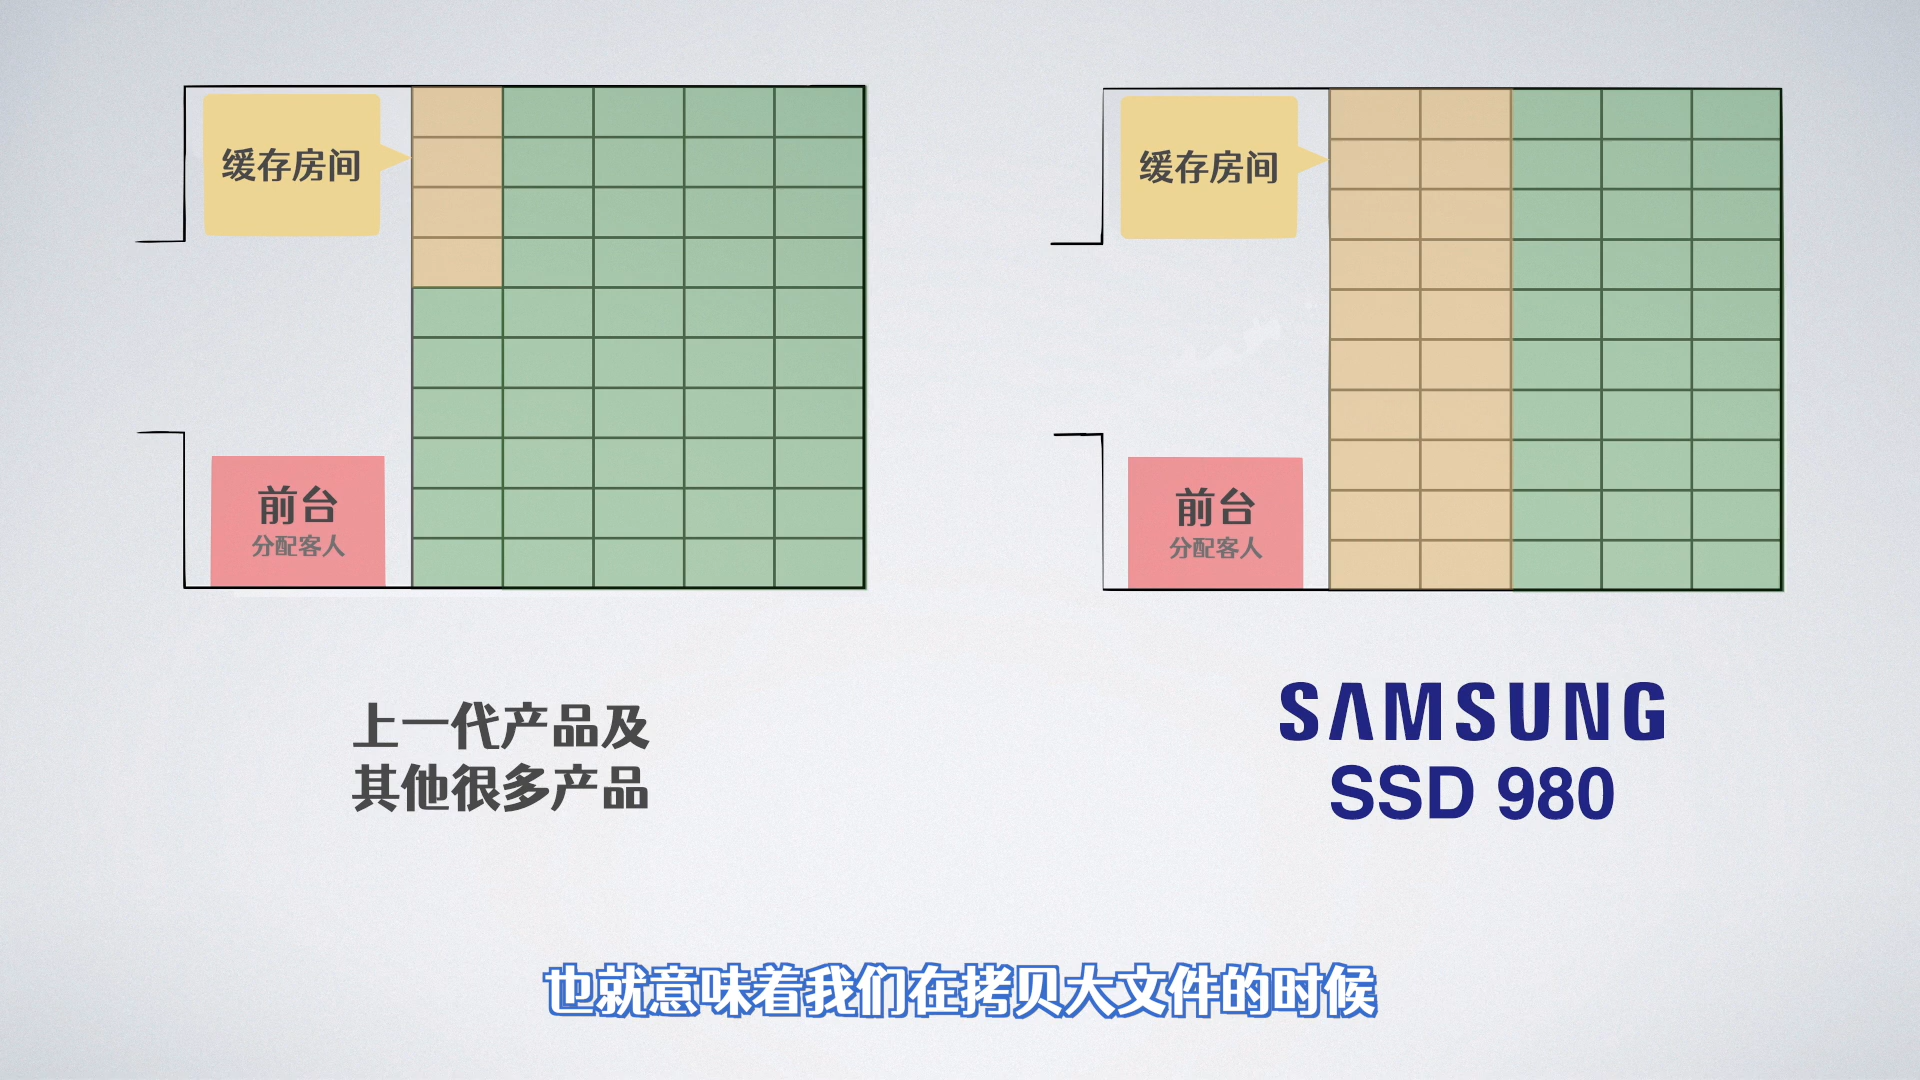 缓存房间
前台
分配客人
上一代产品及
其他很多产品
缓存房间
前台
分配客人
SAMSUNG
SSD 980
也就意味着我们在拷贝大文件的时候